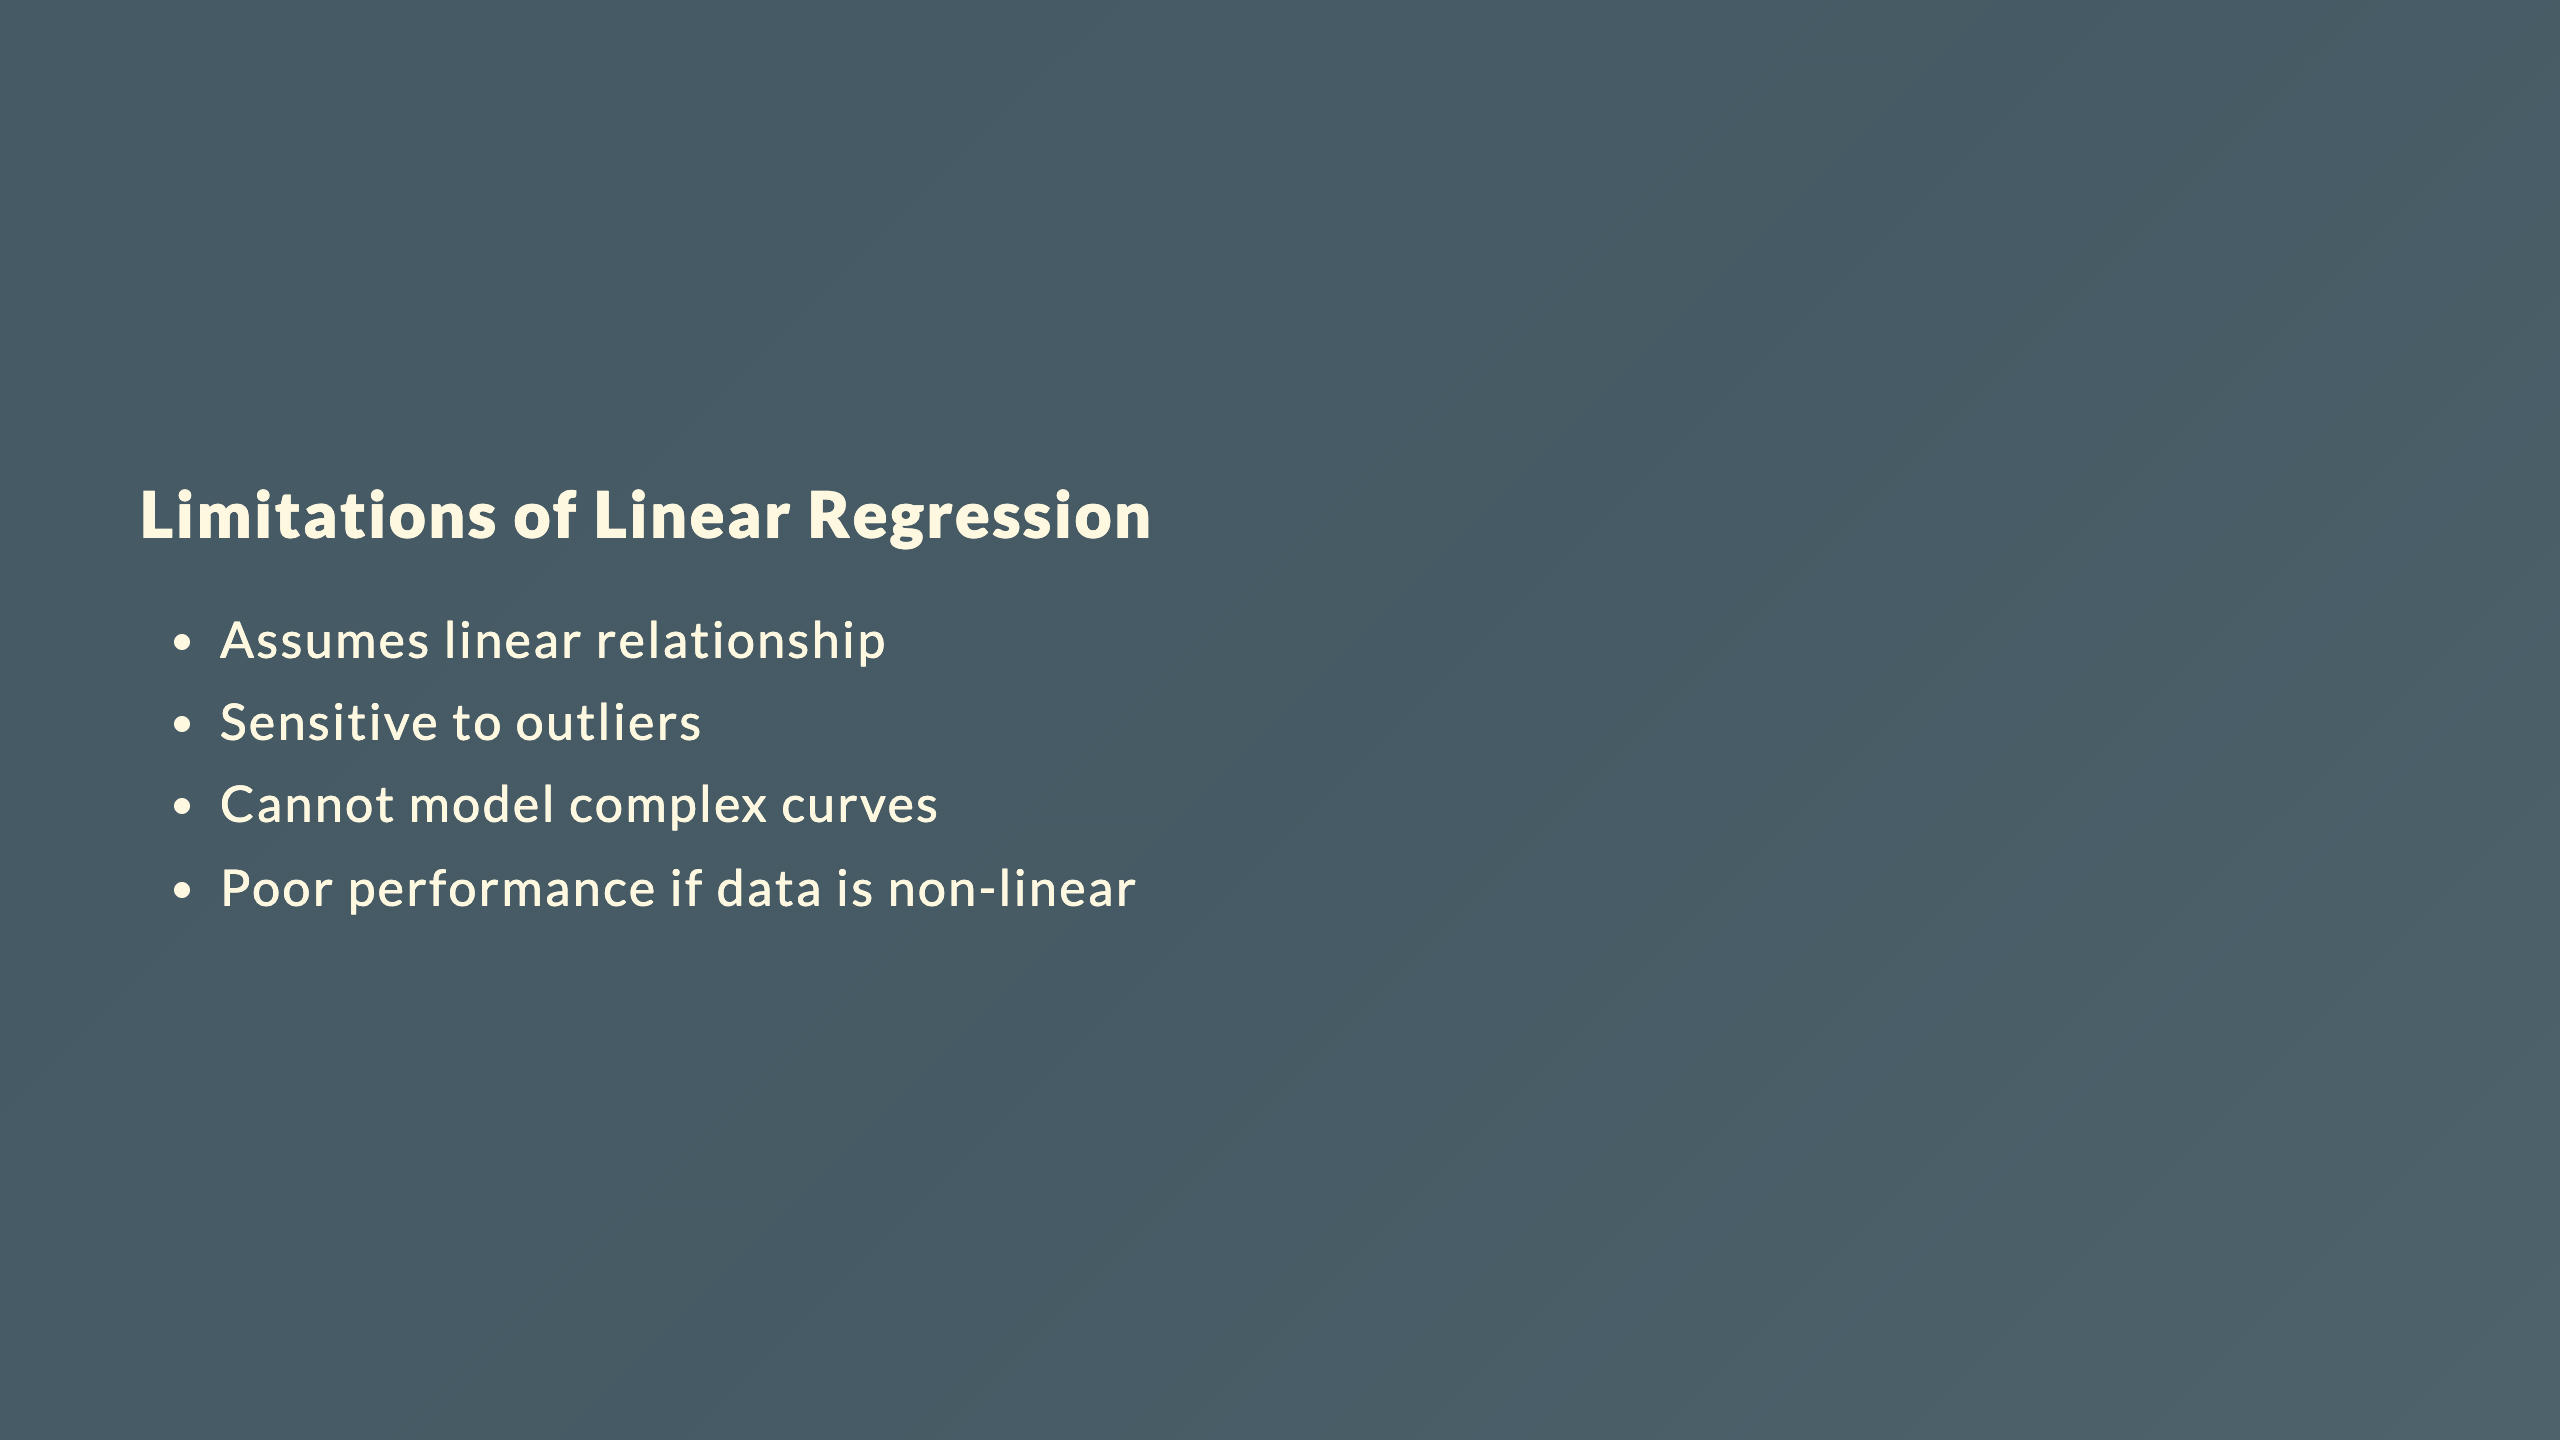 Limitations of Linear Regression
• Assumes linear relationship
• Sensitive to outliers
• Cannot model complex curves
• Poor performance if data is non-linear